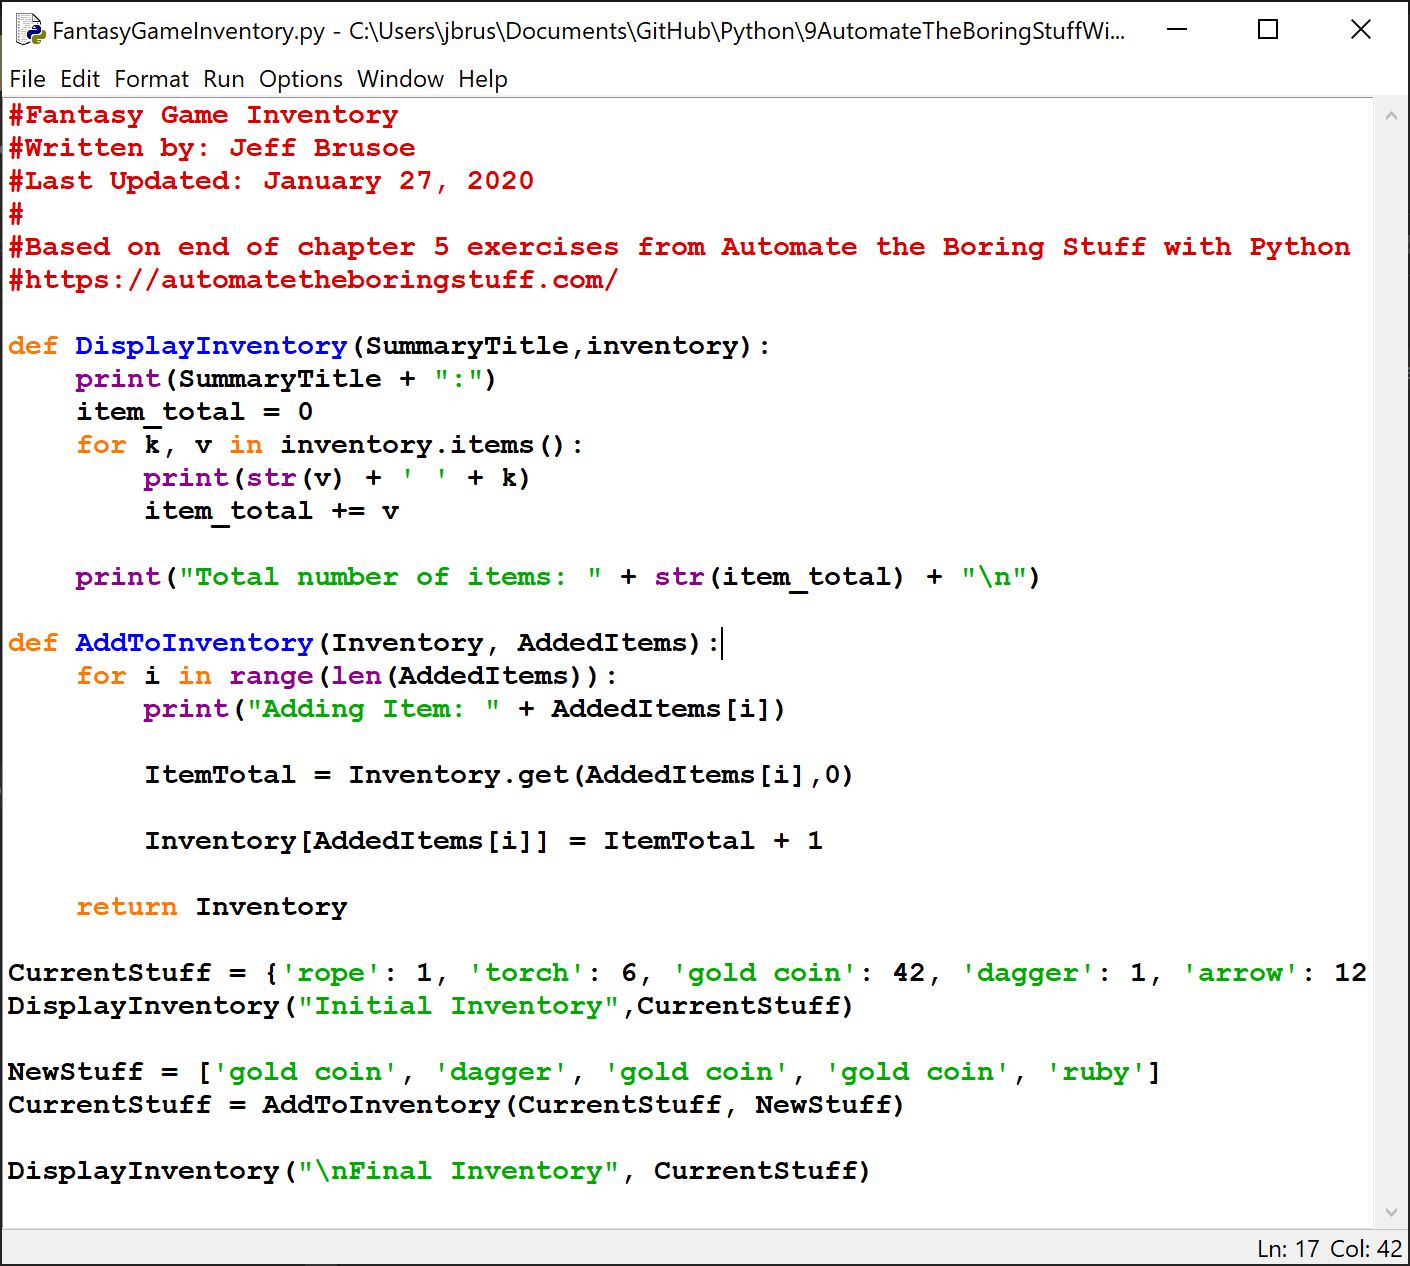 FantasyGameInventory.py - C:\Users\jbrus\Documents\GitHub\Python\9AutomateTheBoringStuffWi...
File Edit Format Run Options Window Help
#Fantasy Game Inventory
#Written by: Jeff Brusoe
#Last Updated: January 27, 2020
#
#Based on end of chapter 5 exercises from Automate the Boring Stuff with Python
#https://automatetheboringstuff.com/

def DisplayInventory(SummaryTitle,inventory):
    print(SummaryTitle + ":")
    item_total = 0
    for k, v in inventory.items():
        print(str(v) + ' ' + k)
        item_total += v

    print("Total number of items: " + str(item_total) + "\n")

def AddToInventory(Inventory, AddedItems):
    for i in range(len(AddedItems)):
        print("Adding Item: " + AddedItems[i])

        ItemTotal = Inventory.get(AddedItems[i],0)

        Inventory[AddedItems[i]] = ItemTotal + 1

    return Inventory

CurrentStuff = {'rope': 1, 'torch': 6, 'gold coin': 42, 'dagger': 1, 'arrow': 12
DisplayInventory("Initial Inventory",CurrentStuff)

NewStuff = ['gold coin', 'dagger', 'gold coin', 'gold coin', 'ruby']
CurrentStuff = AddToInventory(CurrentStuff, NewStuff)

DisplayInventory("\nFinal Inventory", CurrentStuff)
Ln: 17 Col: 42